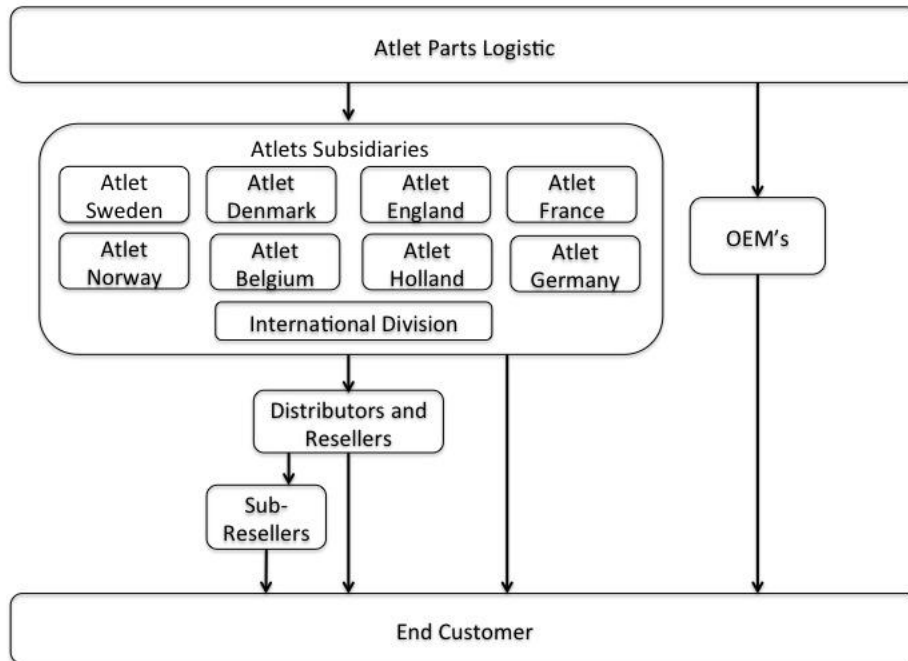 Atlet Parts Logistic
Atlets Subsidiaries
Atlet
Sweden
Atlet
Denmark
Atlet
England
Atlet
France
Atlet
Norway
Atlet
Belgium
Atlet
Holland
Atlet
Germany
International Division
OEM's
Distributors and
Resellers
Sub-
Resellers
End Customer